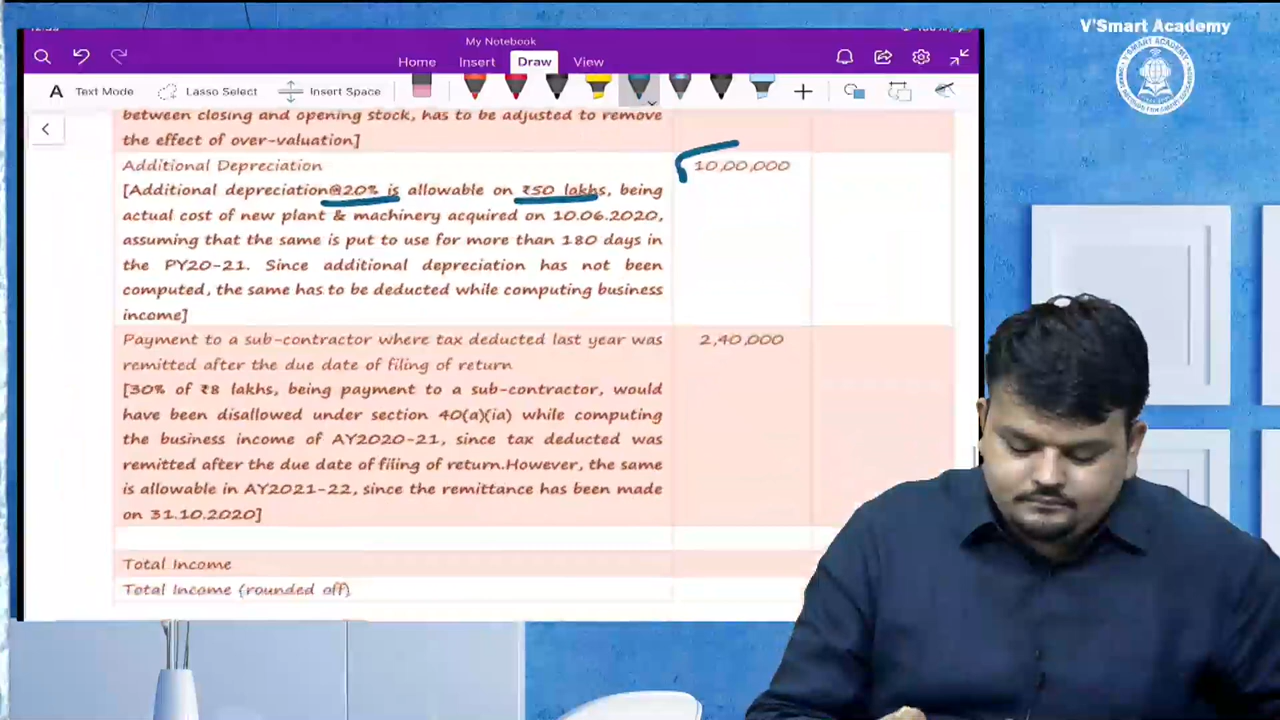 V'Smart Academy
My Notebook
Home Insert Draw View
Text Mode Lasso Select Insert Space
between closing and opening stock, has to be adjusted to remove
the effect of over-valuation]
Additional Depreciation 10,00,000
[Additional depreciation@20% is allowable on ₹50 lakhs, being
actual cost of new plant & machinery acquired on 10.06.2020,
assuming that the same is put to use for more than 180 days in
the PY20-21. Since additional depreciation has not been
computed, the same has to be deducted while computing business
income]
Payment to a sub-contractor where tax deducted last year was 2,40,000
remitted after the due date of filing of return
[30% of ₹8 lakhs, being payment to a sub-contractor, would
have been disallowed under section 40(a)(ia) while computing
the business income of AY2020-21, since tax deducted was
remitted after the due date of filing of return.However, the same
is allowable in AY2021-22, since the remittance has been made
on 31.10.2020]
Total Income
Total Income (rounded off)